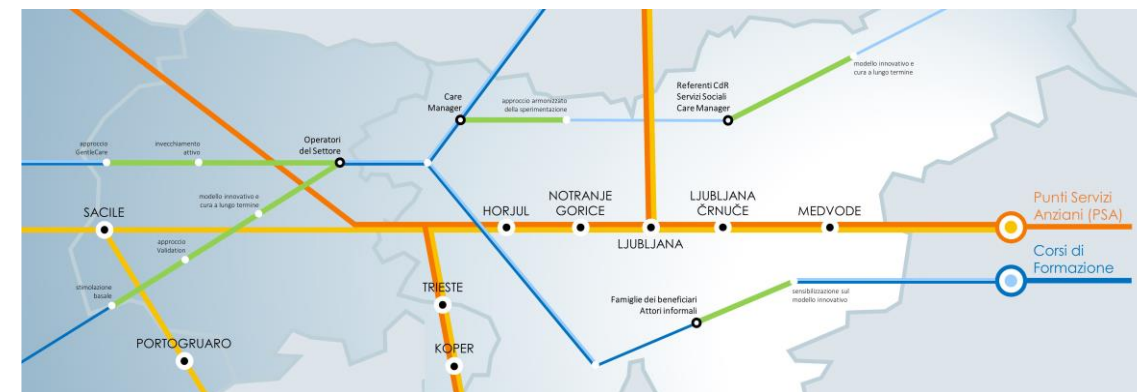 approccio
GentleCare
invecchiamento
attivo
Operatori
del Settore
Care
Manager
approccio armonizzato
della sperimentazione
Referenti CdR
Servizi Sociali
Care Manager
modello innovativo e
cura a lungo termine
modello innovativo e
cura a lungo termine
SACILE
approccio
Validation
stimolazione
basale
PORTOGRUARO
TRIESTE
KOPER
HORJUL
NOTRANJE
GORICE
LJUBLJANA
LJUBLJANA
ČRNUČE
MEDVODE
Punti Servizi
Anziani (PSA)
Corsi di
Formazione
Famiglie dei beneficiari
Attori informali
sensibilizzazione sul
modello innovativo